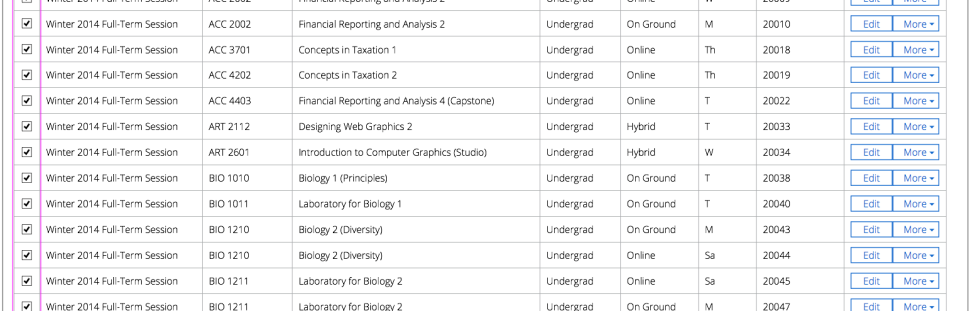 Winter 2014 Full-Term Session ACC 2002 Financial Reporting and Analysis 2 Undergrad On Ground M 20010 Edit More
Winter 2014 Full-Term Session ACC 3701 Concepts in Taxation 1 Undergrad Online Th 20018 Edit More
Winter 2014 Full-Term Session ACC 4202 Concepts in Taxation 2 Undergrad Online Th 20019 Edit More
Winter 2014 Full-Term Session ACC 4403 Financial Reporting and Analysis 4 (Capstone) Undergrad Online T 20022 Edit More
Winter 2014 Full-Term Session ART 2112 Designing Web Graphics 2 Undergrad Hybrid T 20033 Edit More
Winter 2014 Full-Term Session ART 2601 Introduction to Computer Graphics (Studio) Undergrad Hybrid W 20034 Edit More
Winter 2014 Full-Term Session BIO 1010 Biology 1 (Principles) Undergrad On Ground T 20038 Edit More
Winter 2014 Full-Term Session BIO 1011 Laboratory for Biology 1 Undergrad On Ground T 20040 Edit More
Winter 2014 Full-Term Session BIO 1210 Biology 2 (Diversity) Undergrad On Ground M 20043 Edit More
Winter 2014 Full-Term Session BIO 1210 Biology 2 (Diversity) Undergrad Online Sa 20044 Edit More
Winter 2014 Full-Term Session BIO 1211 Laboratory for Biology 2 Undergrad Online Sa 20045 Edit More
Winter 2014 Full-Term Session BIO 1211 Laboratory for Biology 2 Undergrad On Ground M 20047 Edit More